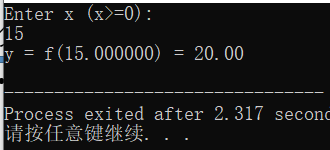 Enter x (x>=0):
15
y = f(15.000000) = 20.00
--------------------------------
Process exited after 2.317
请按任意键继续. . .